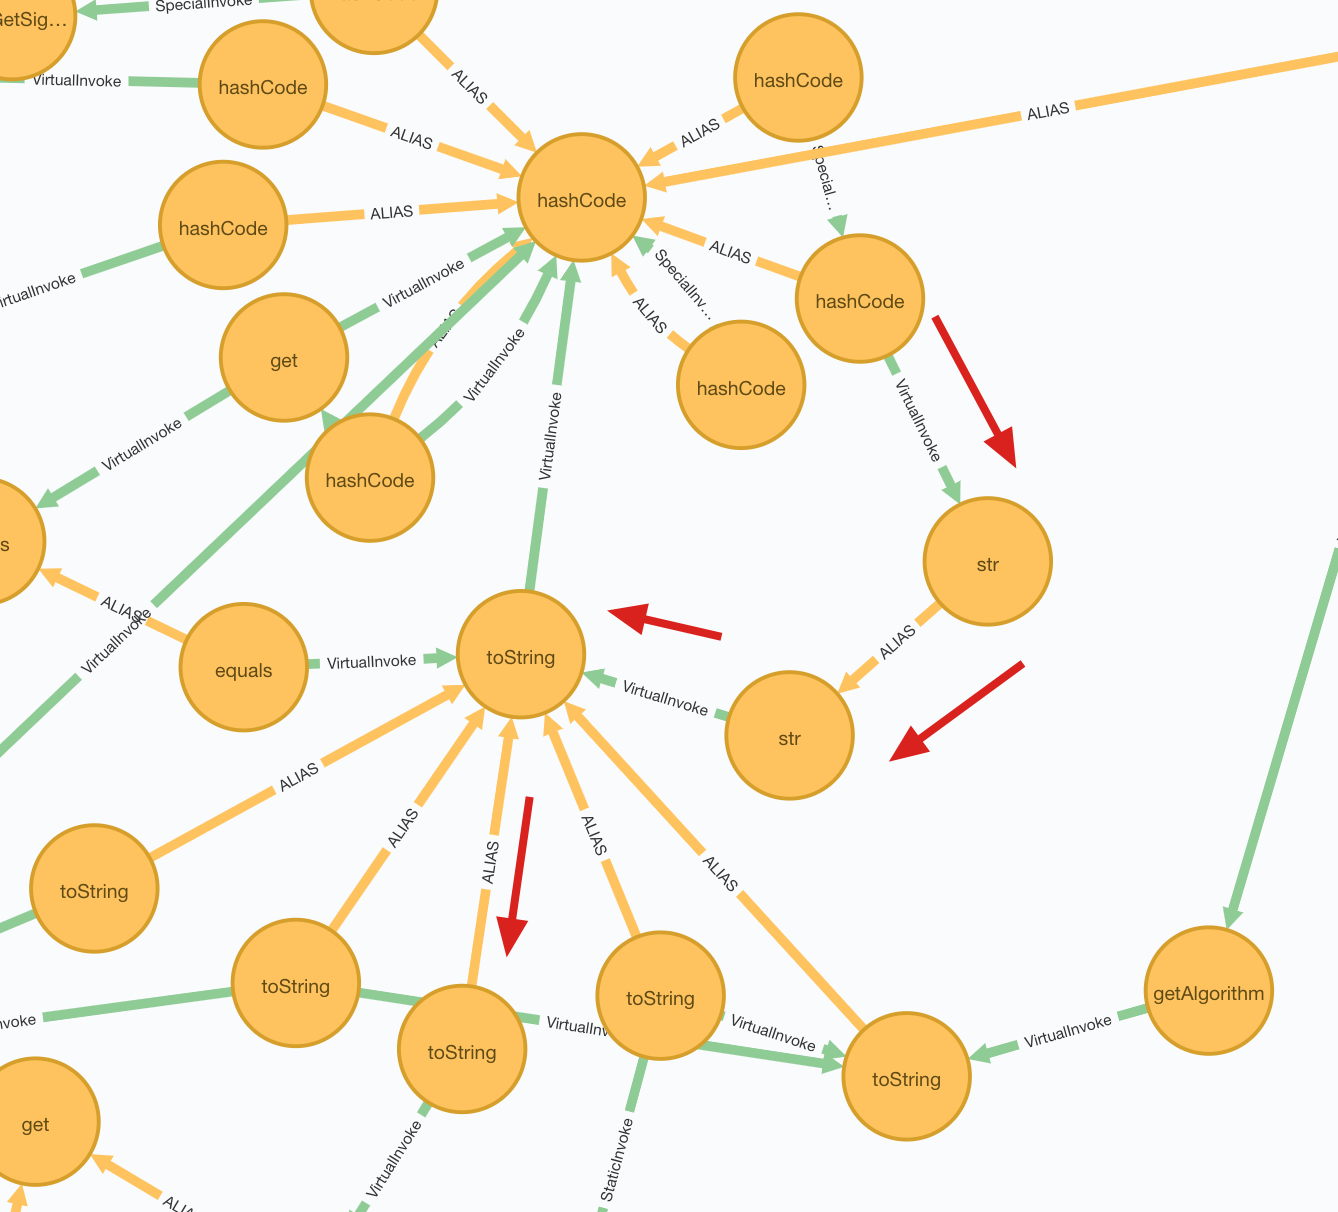 GetSig...
SpecialInvoke
VirtualInvoke
hashCode
ALIAS
ALIAS
hashCode
ALIAS
ALIAS
hashCode
hashCode
ALIAS
Special...
ALIAS
SpecialInv...
hashCode
VirtualInvoke
ALIAS
VirtualInvoke
get
ALIAS
hashCode
VirtualInvoke
VirtualInvoke
VirtualInvoke
hashCode
VirtualInvoke
s
str
ALIAS
VirtualInvoke
equals
VirtualInvoke
toString
ALIAS
VirtualInvoke
str
ALIAS
ALIAS
ALIAS
ALIAS
ALIAS
toString
toString
toString
toString
getAlgorithm
VirtualInv
VirtualInvoke
VirtualInvoke
nvoke
toString
get
VirtualInvoke
StaticInvoke
ALIA